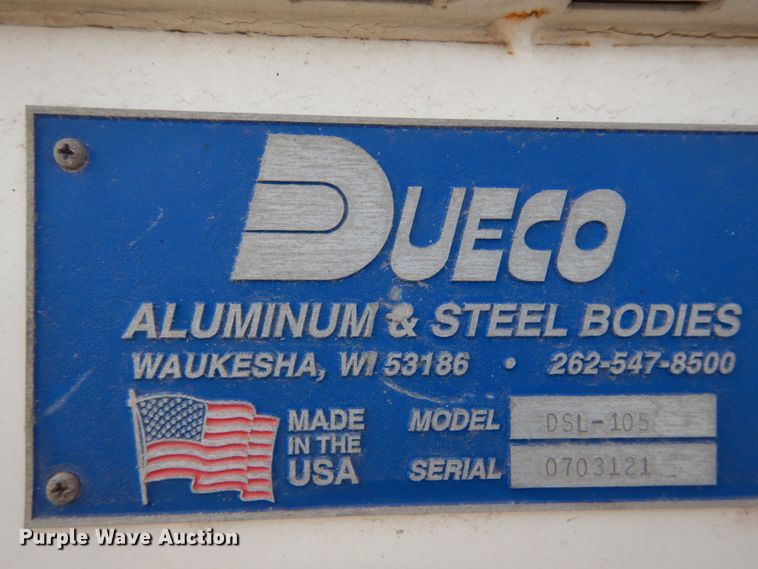 DUECO
ALUMINUM & STEEL BODIES
WAUKESHA, WI 53186 • 262-547-8500
MADE IN THE USA
MODEL DSL-105
SERIAL 0703121
Purple Wave Auction